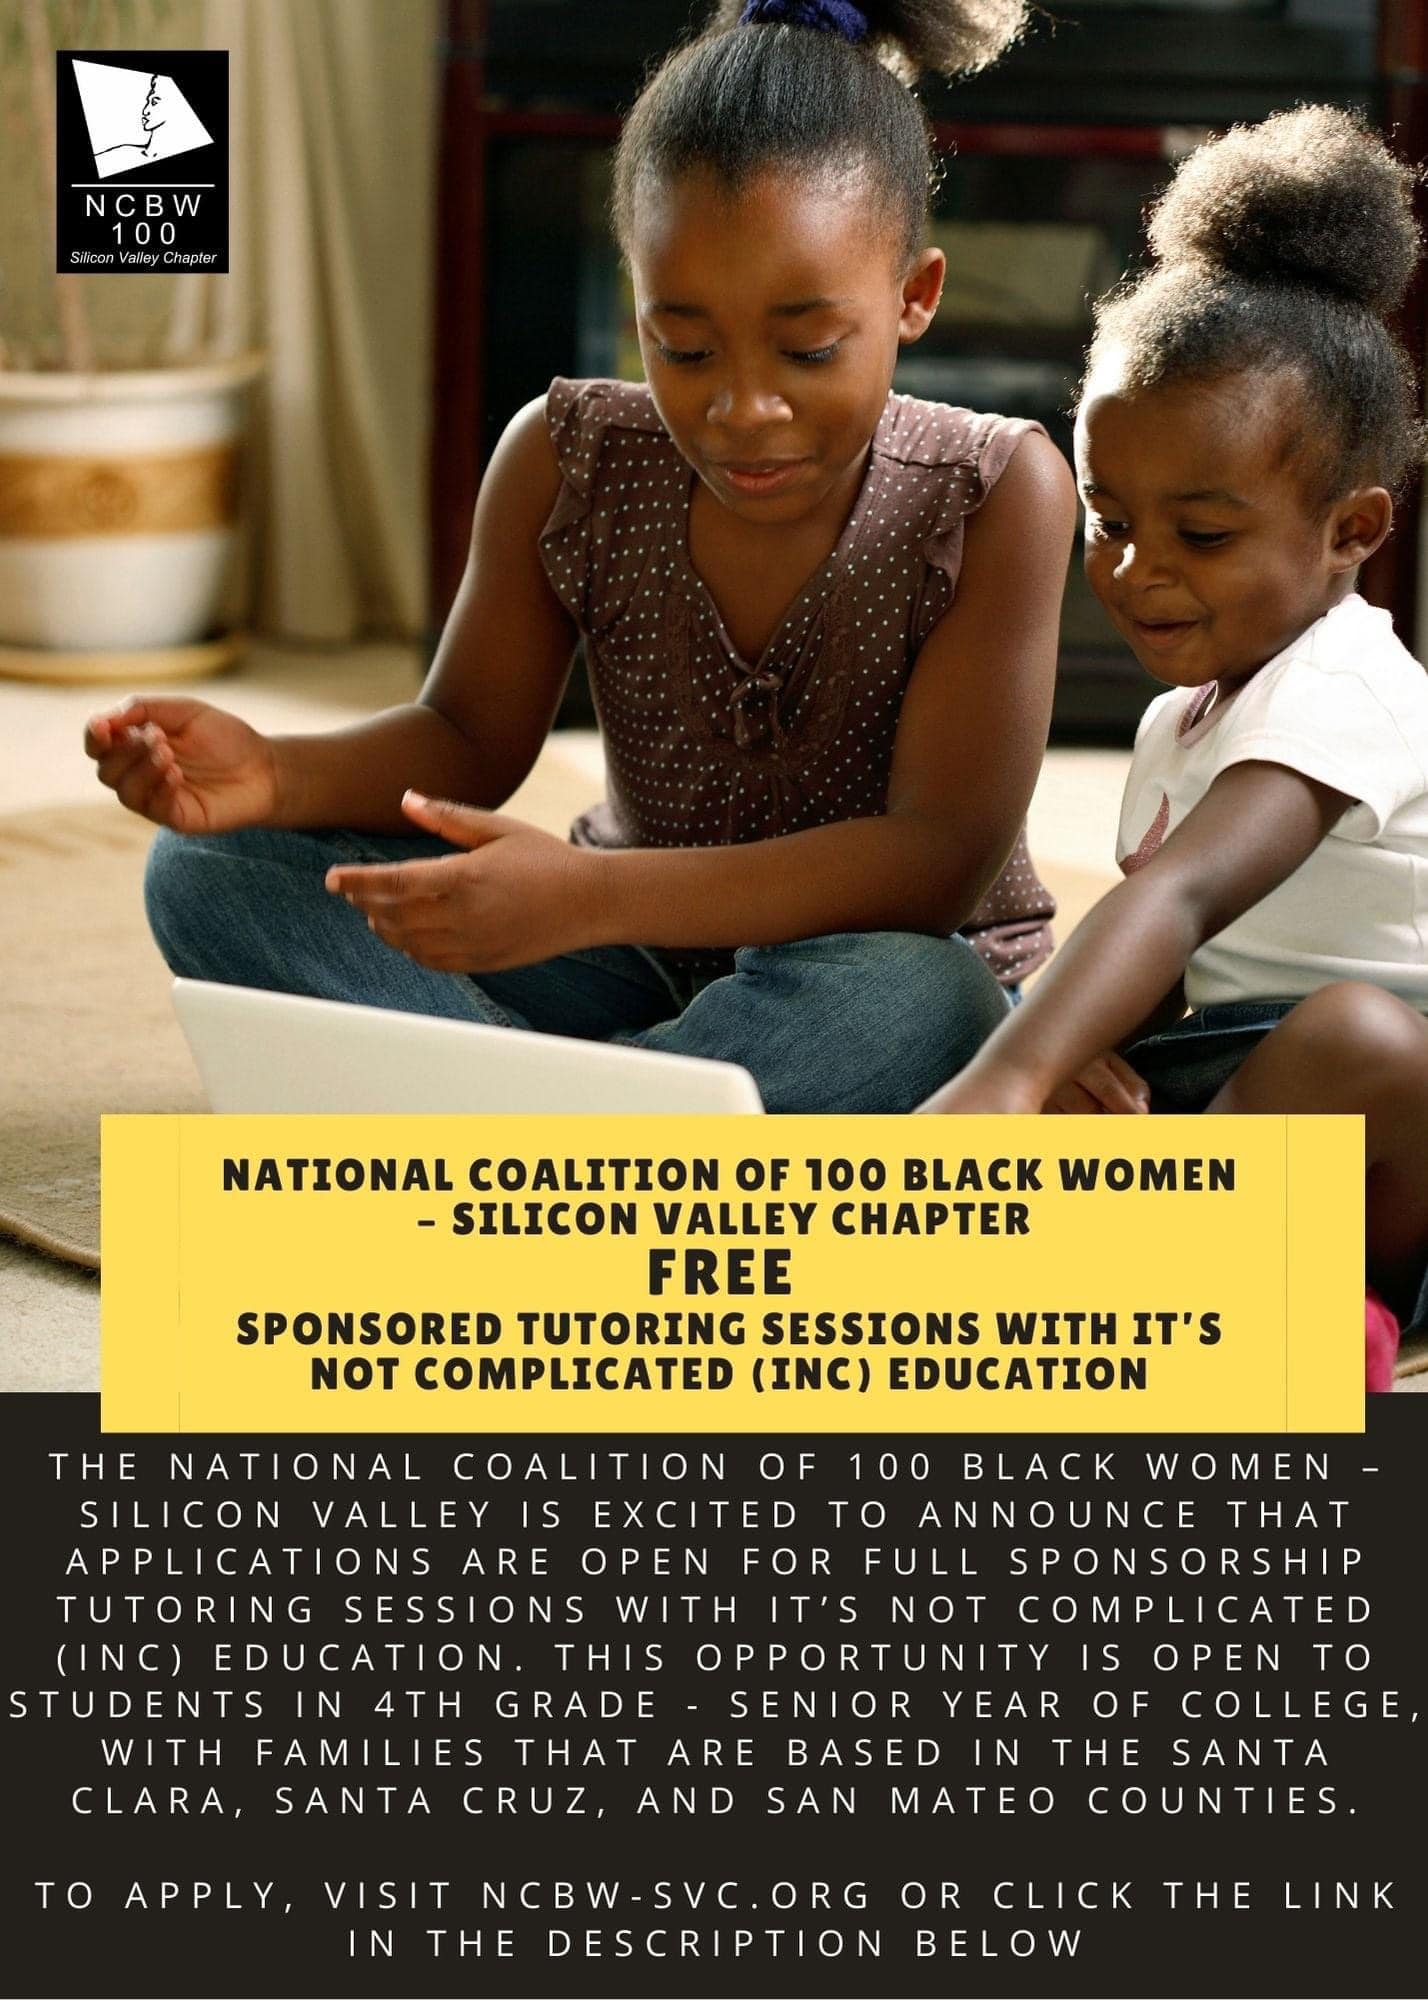 NCBW
100
Silicon Valley Chapter
NATIONAL COALITION OF 100 BLACK WOMEN
– SILICON VALLEY CHAPTER
FREE
SPONSORED TUTORING SESSIONS WITH IT'S
NOT COMPLICATED (INC) EDUCATION
THE NATIONAL COALITION OF 100 BLACK WOMEN –
SILICON VALLEY IS EXCITED TO ANNOUNCE THAT
APPLICATIONS ARE OPEN FOR FULL SPONSORSHIP
TUTORING SESSIONS WITH IT'S NOT COMPLICATED
(INC) EDUCATION. THIS OPPORTUNITY IS OPEN TO
STUDENTS IN 4TH GRADE - SENIOR YEAR OF COLLEGE,
WITH FAMILIES THAT ARE BASED IN THE SANTA
CLARA, SANTA CRUZ, AND SAN MATEO COUNTIES.
TO APPLY, VISIT NCBW-SVC.ORG OR CLICK THE LINK
IN THE DESCRIPTION BELOW